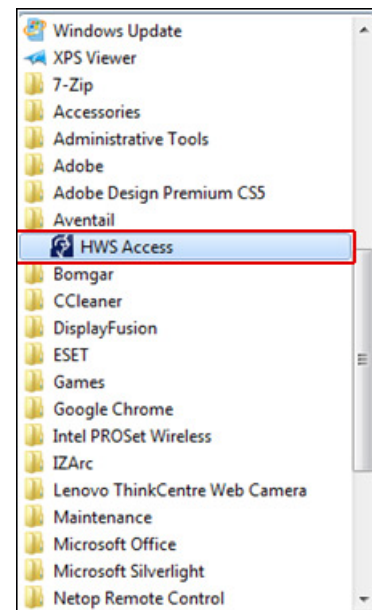 Windows Update
XPS Viewer
7-Zip
Accessories
Administrative Tools
Adobe
Adobe Design Premium CS5
Aventail
HWS Access
Bomgar
CCleaner
DisplayFusion
ESET
Games
Google Chrome
Intel PROSet Wireless
IZArc
Lenovo ThinkCentre Web Camera
Maintenance
Microsoft Office
Microsoft Silverlight
Netop Remote Control